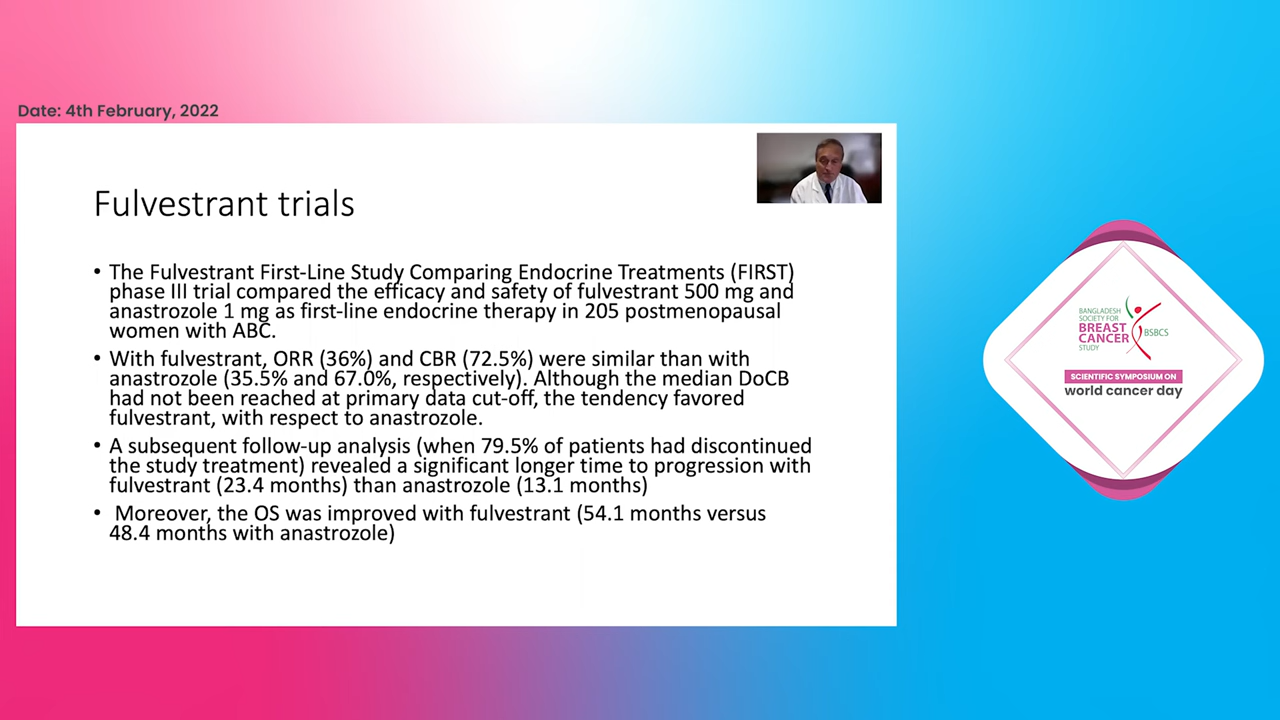 Date: 4th February, 2022
Fulvestrant trials
• The Fulvestrant First-Line Study Comparing Endocrine Treatments (FIRST)
phase III trial compared the efficacy and safety of fulvestrant 500 mg and
anastrozole 1 mg as first-line endocrine therapy in 205 postmenopausal
women with ABC.
• With fulvestrant, ORR (36%) and CBR (72.5%) were similar than with
anastrozole (35.5% and 67.0%, respectively). Although the median DoCB
had not been reached at primary data cut-off, the tendency favored
fulvestrant, with respect to anastrozole.
• A subsequent follow-up analysis (when 79.5% of patients had discontinued
the study treatment) revealed a significant longer time to progression with
fulvestrant (23.4 months) than anastrozole (13.1 months)
• Moreover, the OS was improved with fulvestrant (54.1 months versus
48.4 months with anastrozole)
BANGLADESH
SOCIETY FOR
BREAST
CANCER
STUDY
BSBCS
SCIENTIFIC SYMPOSIUM ON
world cancer day